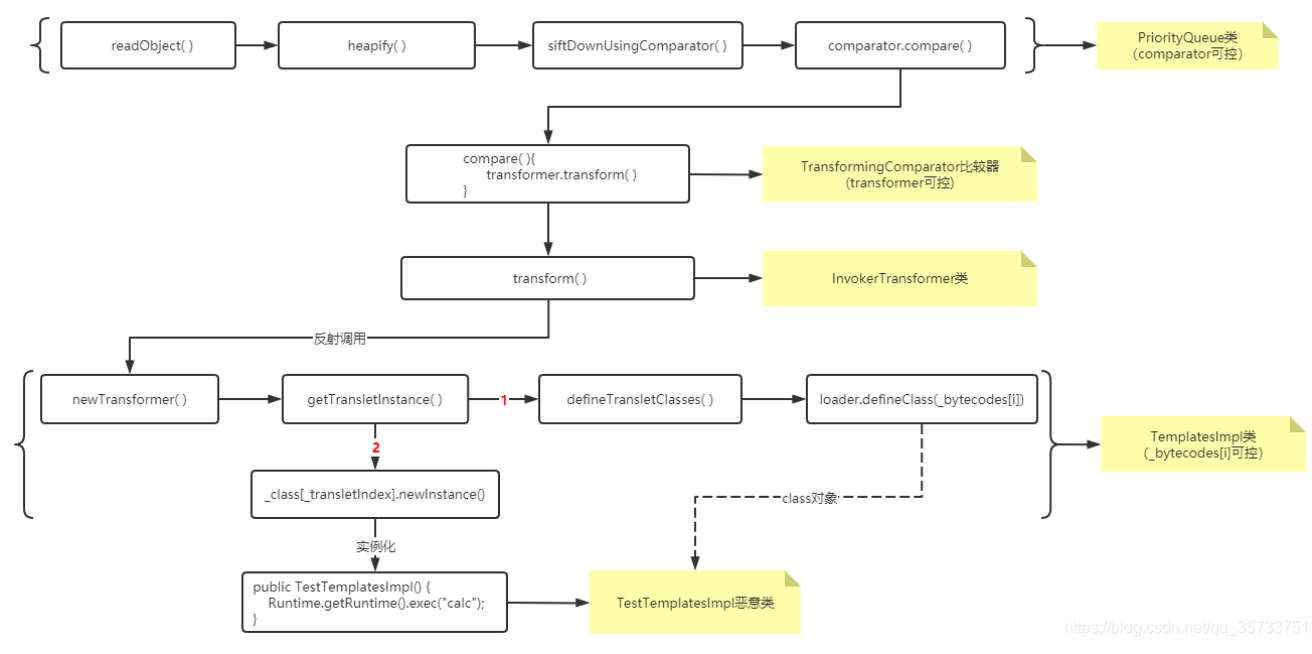 readObject( )
heapify( )
siftDownUsingComparator( )
comparator.compare( )
PriorityQueue类
(comparator可控)
compare( ){
transformer.transform( )
}
TransformingComparator比较器
(transformer可控)
transform( )
InvokerTransformer类
反射调用
newTransformer( )
getTransletInstance( )
1
defineTransletClasses( )
loader.defineClass(_bytecodes[i])
TemplatesImpl类
(_bytecodes[i]可控)
2
_class[_transletIndex].newInstance()
class对象
实例化
public TestTemplatesImpl() {
Runtime.getRuntime().exec("calc");
}
TestTemplatesImpl恶意类
https://blog.csdn.net/qq_35733751